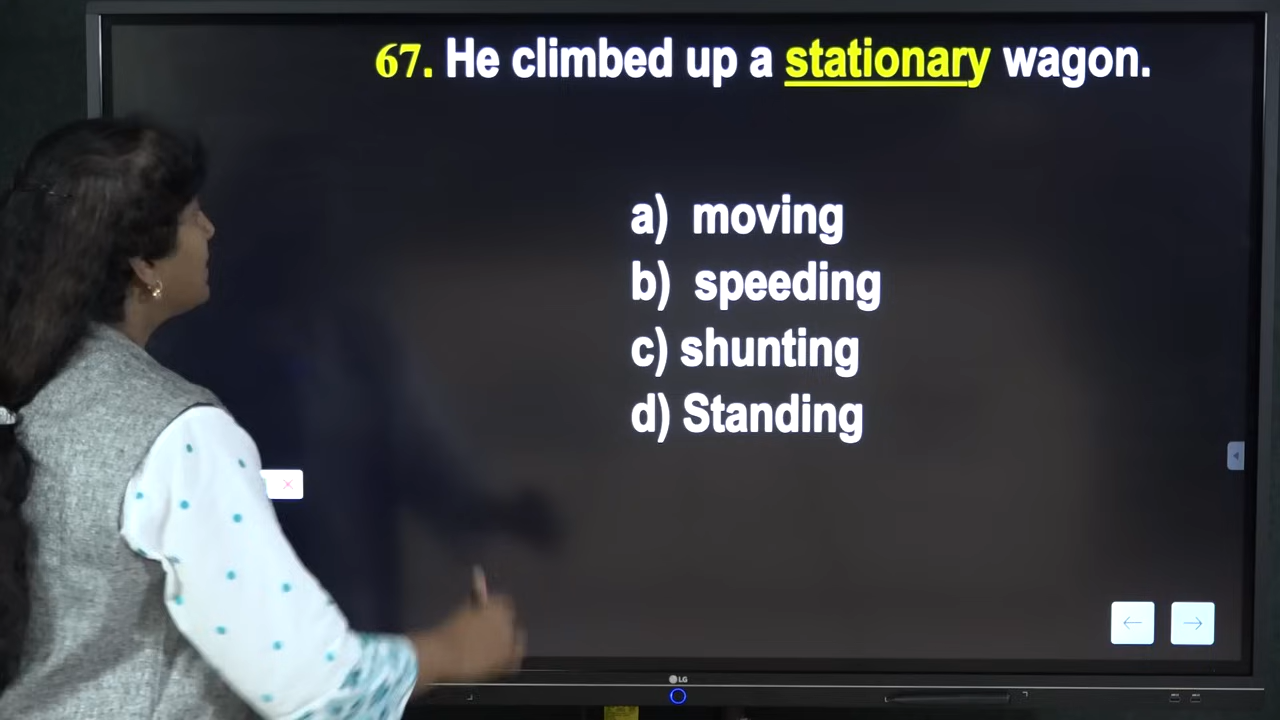 67. He climbed up a stationary wagon.
a) moving
b) speeding
c) shunting
d) Standing
LG